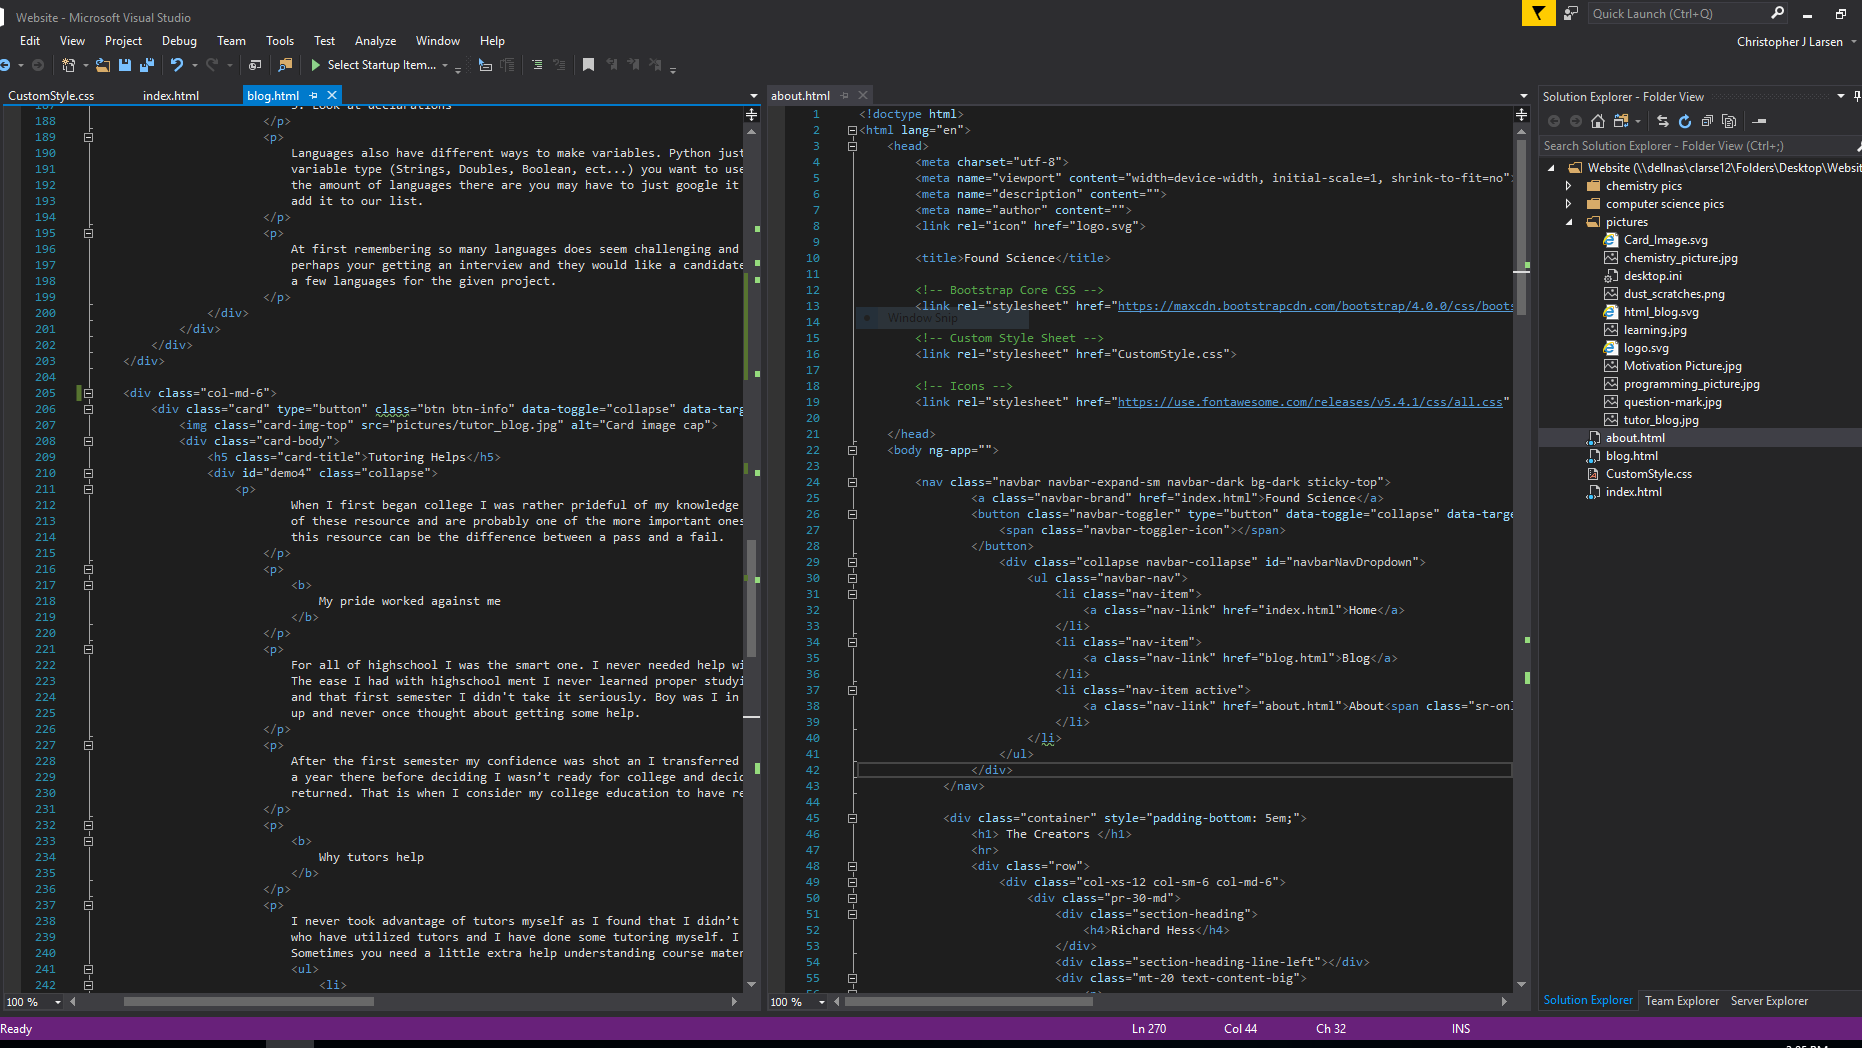 Website - Microsoft Visual Studio
Quick Launch (Ctrl+Q)
Edit View Project Debug Team Tools Test Analyze Window Help
Christopher J Larsen
Select Startup Item...
CustomStyle.css index.html blog.html
187 3. Look at declarations
188 </p>
189 <p>
190 Languages also have different ways to make variables. Python just
191 variable type (Strings, Doubles, Boolean, ect...) you want to use
192 the amount of languages there are you may have to just google it
193 add it to our list.
194 </p>
195 <p>
196 At first remembering so many languages does seem challenging and
197 perhaps your getting an interview and they would like a candidate
198 a few languages for the given project.
199 </p>
200 </div>
201 </div>
202 </div>
203 </div>
204
205 <div class="col-md-6">
206 <div class="card" type="button" class="btn btn-info" data-toggle="collapse" data-targ
207 <img class="card-img-top" src="pictures/tutor_blog.jpg" alt="Card image cap">
208 <div class="card-body">
209 <h5 class="card-title">Tutoring Helps</h5>
210 <div id="demo4" class="collapse">
211 <p>
212 When I first began college I was rather prideful of my knowledge
213 of these resource and are probably one of the more important ones
214 this resource can be the difference between a pass and a fail.
215 </p>
216 <p>
217 <b>
218 My pride worked against me
219 </b>
220 </p>
221 <p>
222 For all of highschool I was the smart one. I never needed help wi
223 The ease I had with highschool ment I never learned proper studyi
224 and that first semester I didn't take it seriously. Boy was I in
225 up and never once thought about getting some help.
226 </p>
227 <p>
228 After the first semester my confidence was shot an I transferred
229 a year there before deciding I wasn’t ready for college and decid
230 returned. That is when I consider my college education to have re
231 </p>
232 <p>
233 <b>
234 Why tutors help
235 </b>
236 </p>
237 <p>
238 I never took advantage of tutors myself as I found that I didn’t
239 who have utilized tutors and I have done some tutoring myself. I
240 Sometimes you need a little extra help understanding course mater
241 <ul>
242 <li>
100 %
about.html
1 <!doctype html>
2 <html lang="en">
3 <head>
4 <meta charset="utf-8">
5 <meta name="viewport" content="width=device-width, initial-scale=1, shrink-to-fit=no">
6 <meta name="description" content="">
7 <meta name="author" content="">
8 <link rel="icon" href="logo.svg">
9
10 <title>Found Science</title>
11
12 <!-- Bootstrap Core CSS -->
13 <link rel="stylesheet" href="https://maxcdn.bootstrapcdn.com/bootstrap/4.0.0/css/boots
Window Snip
14
15 <!-- Custom Style Sheet -->
16 <link rel="stylesheet" href="CustomStyle.css">
17
18 <!-- Icons -->
19 <link rel="stylesheet" href="https://use.fontawesome.com/releases/v5.4.1/css/all.css"
20
21 </head>
22 <body ng-app="">
23
24 <nav class="navbar navbar-expand-sm navbar-dark bg-dark sticky-top">
25 <a class="navbar-brand" href="index.html">Found Science</a>
26 <button class="navbar-toggler" type="button" data-toggle="collapse" data-targe
27 <span class="navbar-toggler-icon"></span>
28 </button>
29 <div class="collapse navbar-collapse" id="navbarNavDropdown">
30 <ul class="navbar-nav">
31 <li class="nav-item">
32 <a class="nav-link" href="index.html">Home</a>
33 </li>
34 <li class="nav-item">
35 <a class="nav-link" href="blog.html">Blog</a>
36 </li>
37 <li class="nav-item active">
38 <a class="nav-link" href="about.html">About<span class="sr-onl
39 </li>
40 </li>
41 </ul>
42 </div>
43 </nav>
44
45 <div class="container" style="padding-bottom: 5em;">
46 <h1> The Creators </h1>
47 <hr>
48 <div class="row">
49 <div class="col-xs-12 col-sm-6 col-md-6">
50 <div class="pr-30-md">
51 <div class="section-heading">
52 <h4>Richard Hess</h4>
53 </div>
54 <div class="section-heading-line-left"></div>
55 <div class="mt-20 text-content-big">
100 %
Solution Explorer - Folder View
Search Solution Explorer - Folder View (Ctrl+;)
Website (\\dellnas\clarse12\Folders\Desktop\Websit
chemistry pics
computer science pics
pictures
Card_Image.svg
chemistry_picture.jpg
desktop.ini
dust_scratches.png
html_blog.svg
learning.jpg
logo.svg
Motivation Picture.jpg
programming_picture.jpg
question-mark.jpg
tutor_blog.jpg
about.html
blog.html
CustomStyle.css
index.html
Solution Explorer Team Explorer Server Explorer
Ready Ln 270 Col 44 Ch 32 INS